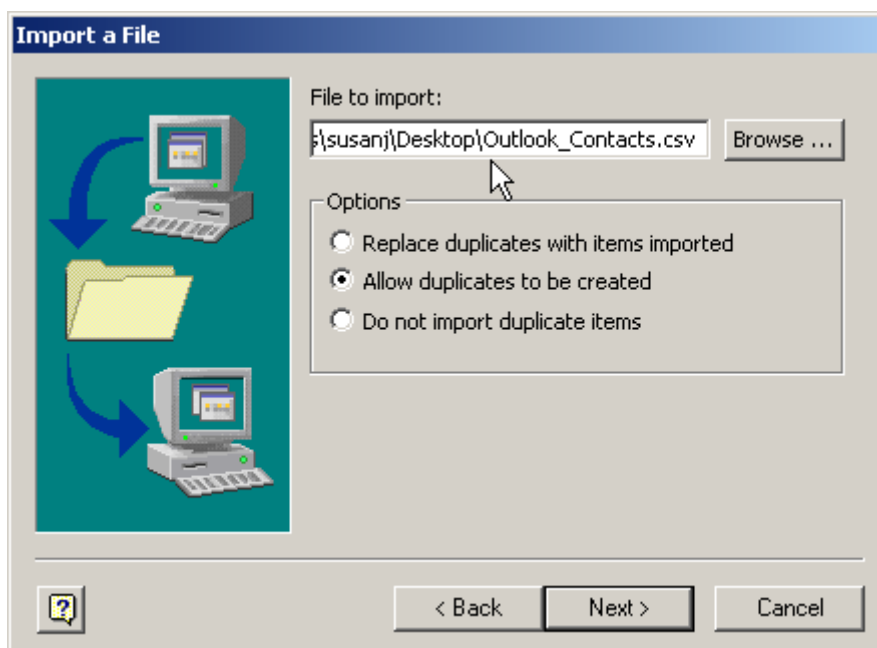 Import a File
File to import:
s\susanj\Desktop\Outlook_Contacts.csv
Browse ...
Options
Replace duplicates with items imported
Allow duplicates to be created
Do not import duplicate items
< Back
Next >
Cancel